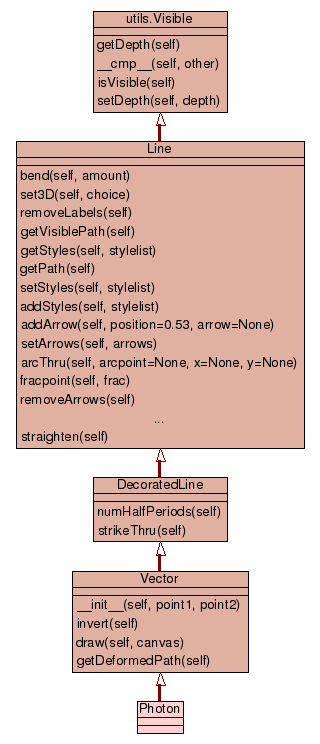 utils.Visible
getDepth(self)
__cmp__(self, other)
isVisible(self)
setDepth(self, depth)
Line
bend(self, amount)
set3D(self, choice)
removeLabels(self)
getVisiblePath(self)
getStyles(self, stylelist)
getPath(self)
setStyles(self, stylelist)
addStyles(self, stylelist)
addArrow(self, position=0.53, arrow=None)
setArrows(self, arrows)
arcThru(self, arcpoint=None, x=None, y=None)
fracpoint(self, frac)
removeArrows(self)
...
straighten(self)
DecoratedLine
numHalfPeriods(self)
strikeThru(self)
Vector
__init__(self, point1, point2)
invert(self)
draw(self, canvas)
getDeformedPath(self)
Photon